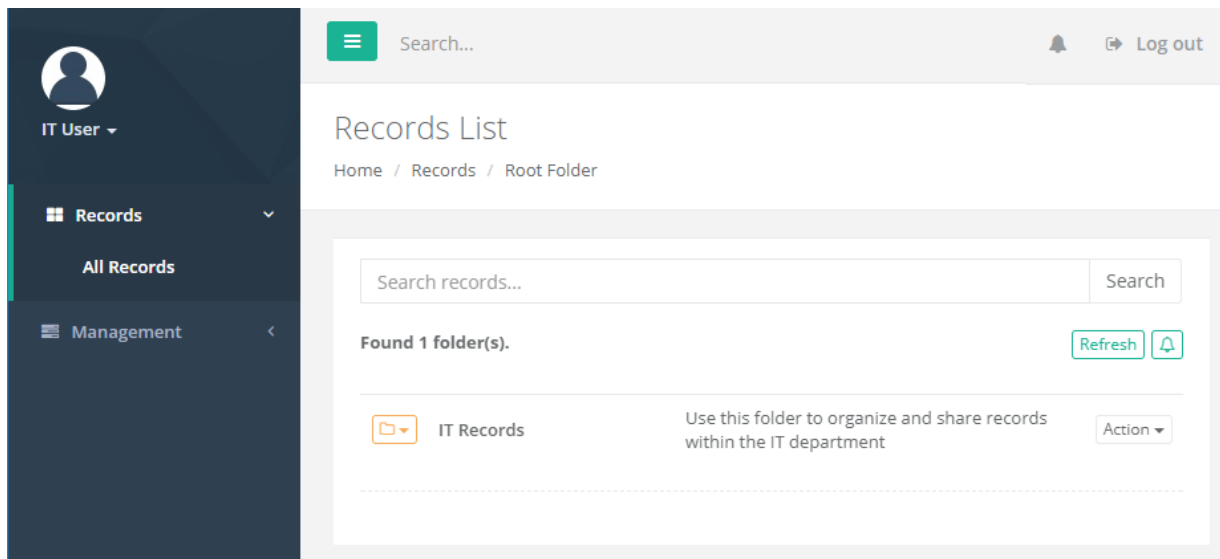 IT User
Records
All Records
Management
Search...
Log out
Records List
Home / Records / Root Folder
Search records...
Search
Found 1 folder(s).
Refresh
IT Records
Use this folder to organize and share records
within the IT department
Action